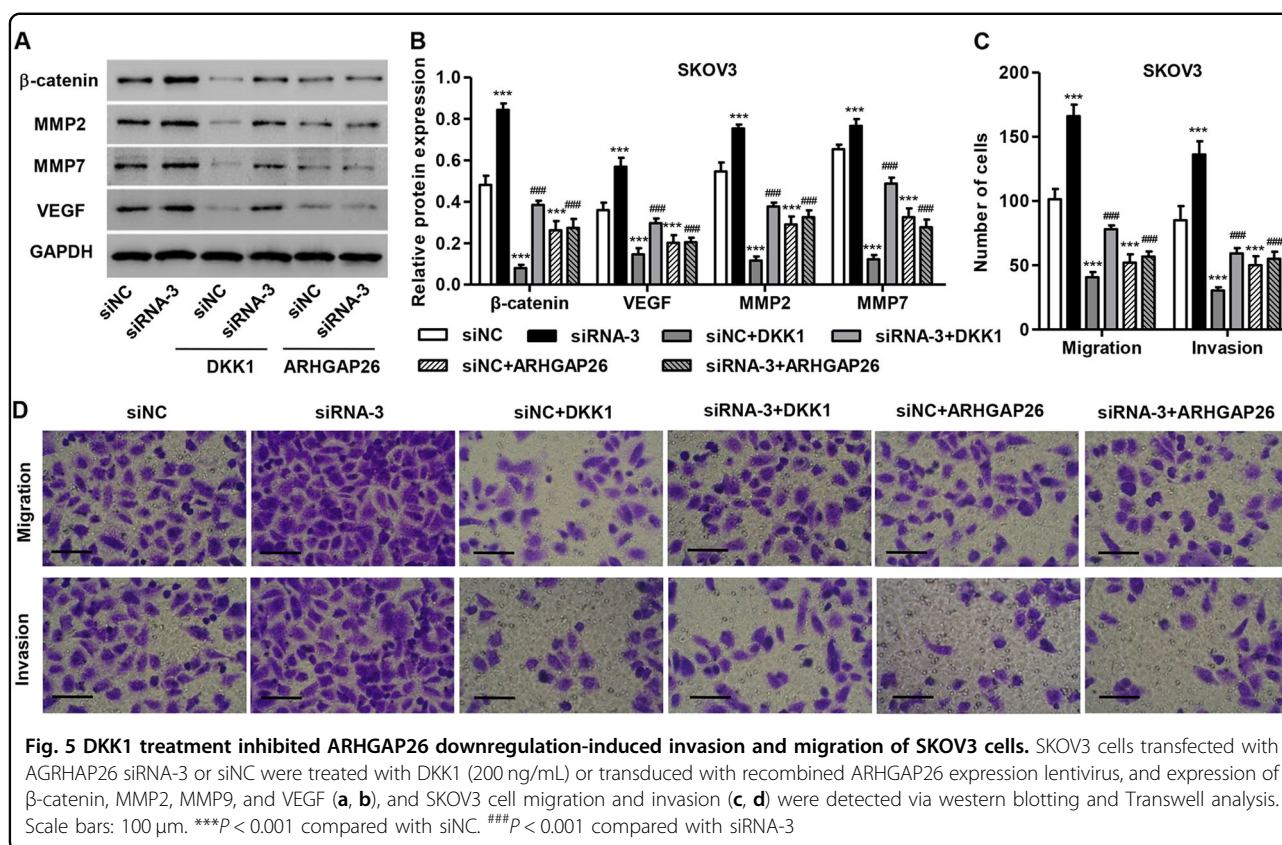 A
β-catenin
MMP2
MMP7
VEGF
GAPDH
siNC
siRNA-3
siNC
siRNA-3
siNC
siRNA-3
DKK1
ARHGAP26
B
SKOV3
Relative protein expression
1.0
0.8
0.6
0.4
0.2
0.0
***
***
###
***
###
***
***
###
***
###
***
***
###
***
###
***
***
###
***
###
β-catenin
VEGF
MMP2
MMP7
siNC
siRNA-3
siNC+DKK1
siRNA-3+DKK1
siNC+ARHGAP26
siRNA-3+ARHGAP26
C
SKOV3
Number of cells
200
150
100
50
0
***
***
###
***
###
***
***
###
***
###
Migration
Invasion
D
siNC
siRNA-3
siNC+DKK1
siRNA-3+DKK1
siNC+ARHGAP26
siRNA-3+ARHGAP26
Migration
Invasion
Fig. 5 DKK1 treatment inhibited ARHGAP26 downregulation-induced invasion and migration of SKOV3 cells. SKOV3 cells transfected with
AGRHAP26 siRNA-3 or siNC were treated with DKK1 (200 ng/mL) or transduced with recombined ARHGAP26 expression lentivirus, and expression of
β-catenin, MMP2, MMP9, and VEGF (a, b), and SKOV3 cell migration and invasion (c, d) were detected via western blotting and Transwell analysis.
Scale bars: 100 μm. ***P < 0.001 compared with siNC. ###P < 0.001 compared with siRNA-3